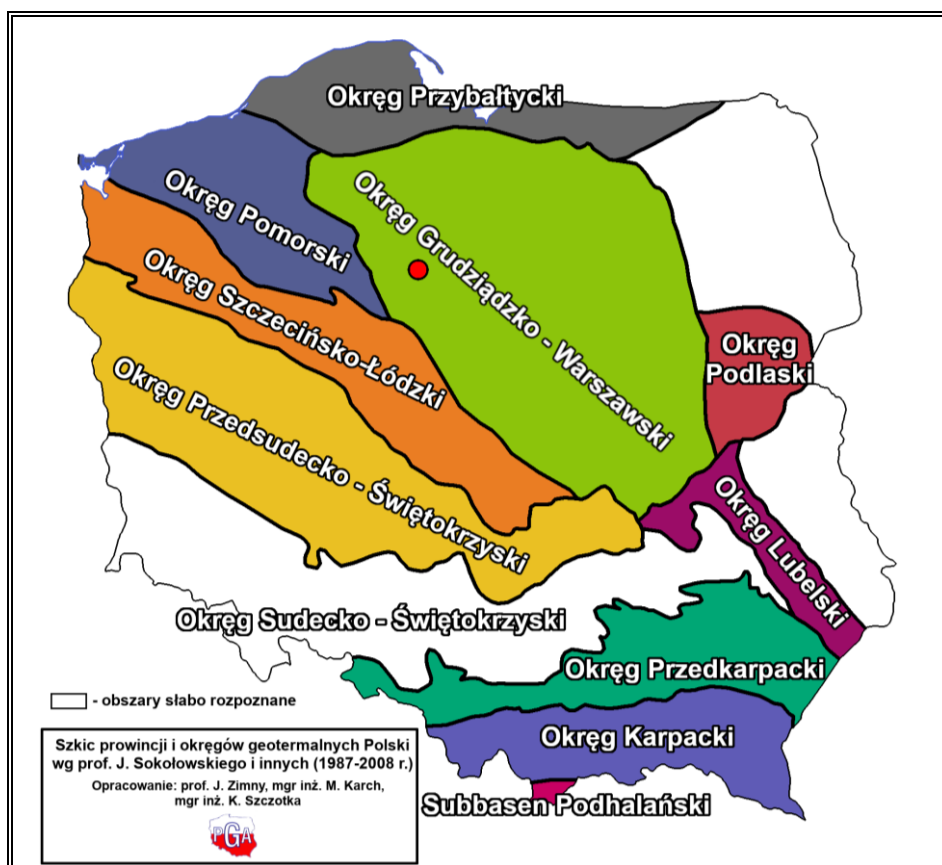 Okręg Przybałtycki
Okręg Pomorski
Okręg Grudziądzko - Warszawski
Okręg Szczecińsko-Łódzki
Okręg
Podlaski
Okręg Przedsudecko - Świętokrzyski
Okręg Lubelski
Okręg Sudecko - Świętokrzyski
Okręg Przedkarpacki
- obszary słabo rozpoznane
Okręg Karpacki
Szkic prowincji i okręgów geotermalnych Polski
wg prof. J. Sokołowskiego i innych (1987-2008 r.)
Opracowanie: prof. J. Zimny, mgr inż. M. Karch,
mgr inż. K. Szczotka
Subbasen Podhalański
PGA